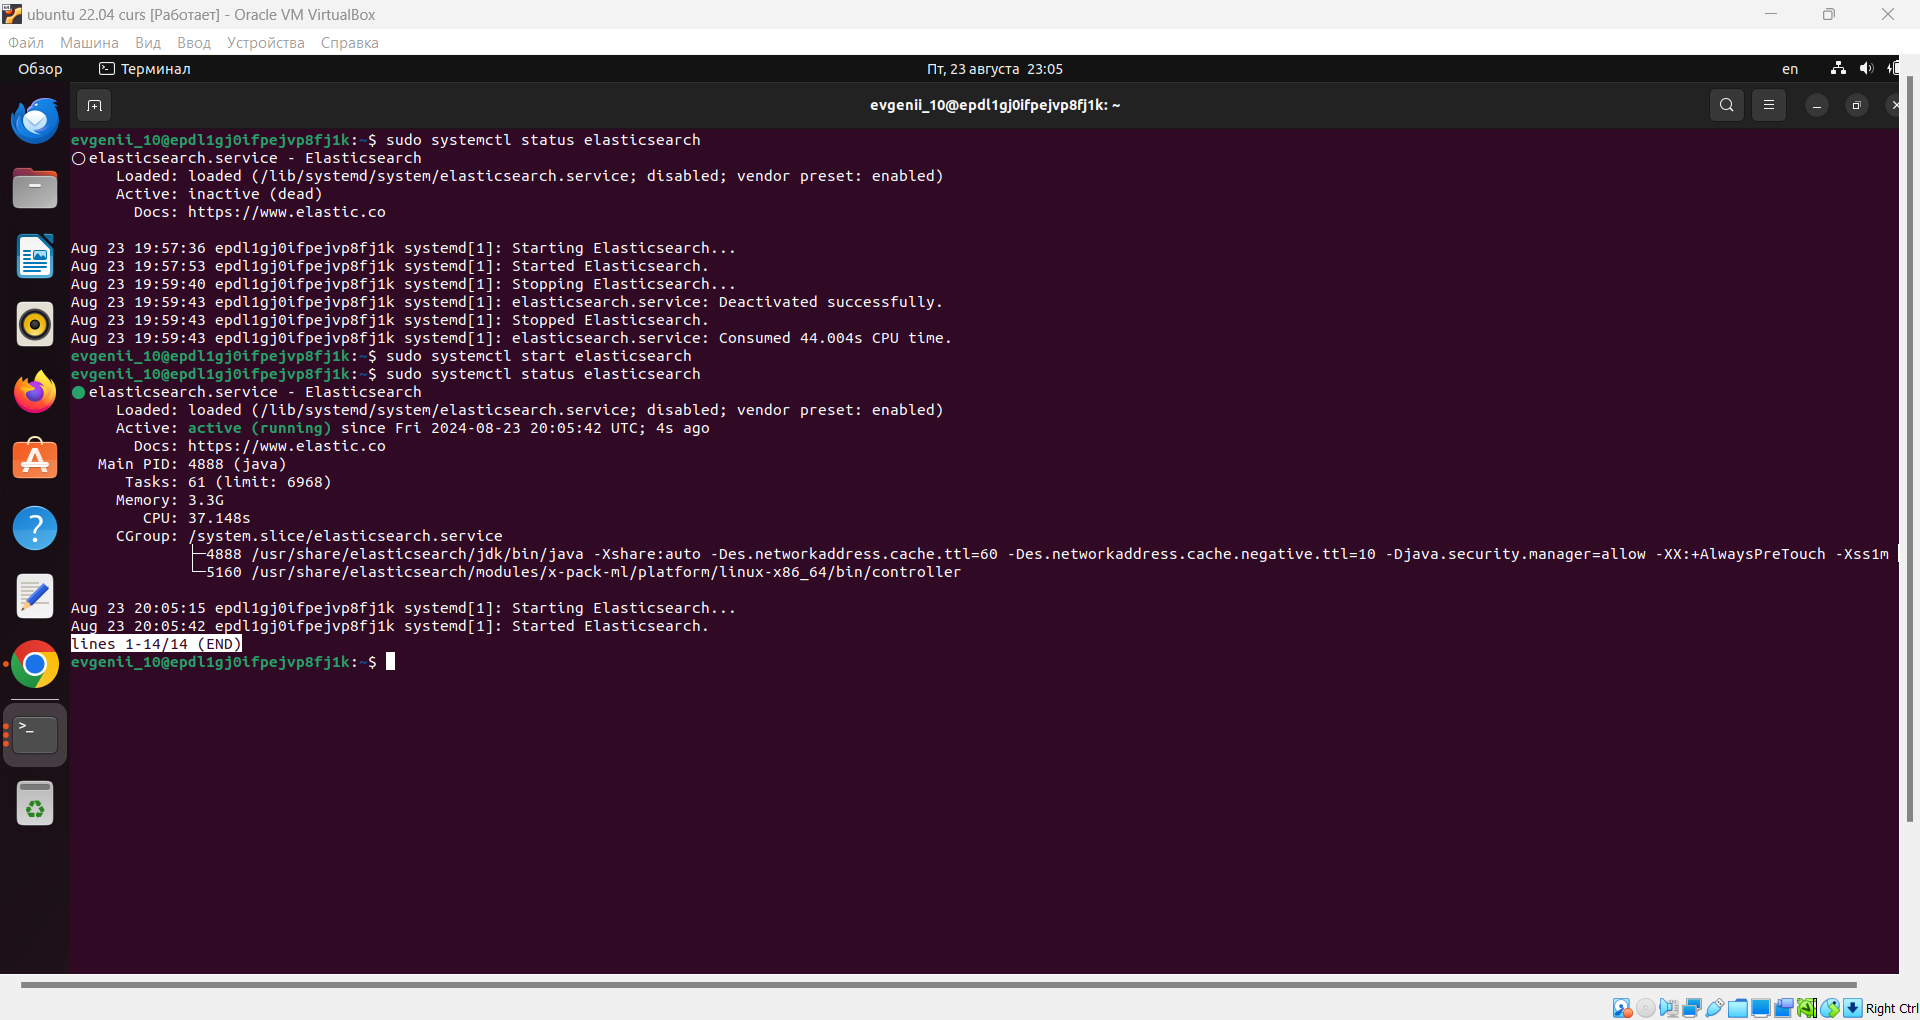 ubuntu 22.04 curs [Работает] - Oracle VM VirtualBox
Файл Машина Вид Ввод Устройства Справка
Обзор Терминал Пт, 23 августа 23:05 en
evgenii_10@epdl1gj0ifpejvp8fj1k: ~
evgenii_10@epdl1gj0ifpejvp8fj1k:~$ sudo systemctl status elasticsearch
○ elasticsearch.service - Elasticsearch
Loaded: loaded (/lib/systemd/system/elasticsearch.service; disabled; vendor preset: enabled)
Active: inactive (dead)
Docs: https://www.elastic.co
Aug 23 19:57:36 epdl1gj0ifpejvp8fj1k systemd[1]: Starting Elasticsearch...
Aug 23 19:57:53 epdl1gj0ifpejvp8fj1k systemd[1]: Started Elasticsearch.
Aug 23 19:59:40 epdl1gj0ifpejvp8fj1k systemd[1]: Stopping Elasticsearch...
Aug 23 19:59:43 epdl1gj0ifpejvp8fj1k systemd[1]: elasticsearch.service: Deactivated successfully.
Aug 23 19:59:43 epdl1gj0ifpejvp8fj1k systemd[1]: Stopped Elasticsearch.
Aug 23 19:59:43 epdl1gj0ifpejvp8fj1k systemd[1]: elasticsearch.service: Consumed 44.004s CPU time.
evgenii_10@epdl1gj0ifpejvp8fj1k:~$ sudo systemctl start elasticsearch
evgenii_10@epdl1gj0ifpejvp8fj1k:~$ sudo systemctl status elasticsearch
● elasticsearch.service - Elasticsearch
Loaded: loaded (/lib/systemd/system/elasticsearch.service; disabled; vendor preset: enabled)
Active: active (running) since Fri 2024-08-23 20:05:42 UTC; 4s ago
Docs: https://www.elastic.co
Main PID: 4888 (java)
Tasks: 61 (limit: 6968)
Memory: 3.3G
CPU: 37.148s
CGroup: /system.slice/elasticsearch.service
├─4888 /usr/share/elasticsearch/jdk/bin/java -Xshare:auto -Des.networkaddress.cache.ttl=60 -Des.networkaddress.cache.negative.ttl=10 -Djava.security.manager=allow -XX:+AlwaysPreTouch -Xss1m
└─5160 /usr/share/elasticsearch/modules/x-pack-ml/platform/linux-x86_64/bin/controller
Aug 23 20:05:15 epdl1gj0ifpejvp8fj1k systemd[1]: Starting Elasticsearch...
Aug 23 20:05:42 epdl1gj0ifpejvp8fj1k systemd[1]: Started Elasticsearch.
lines 1-14/14 (END)
evgenii_10@epdl1gj0ifpejvp8fj1k:~$
Right Ctrl